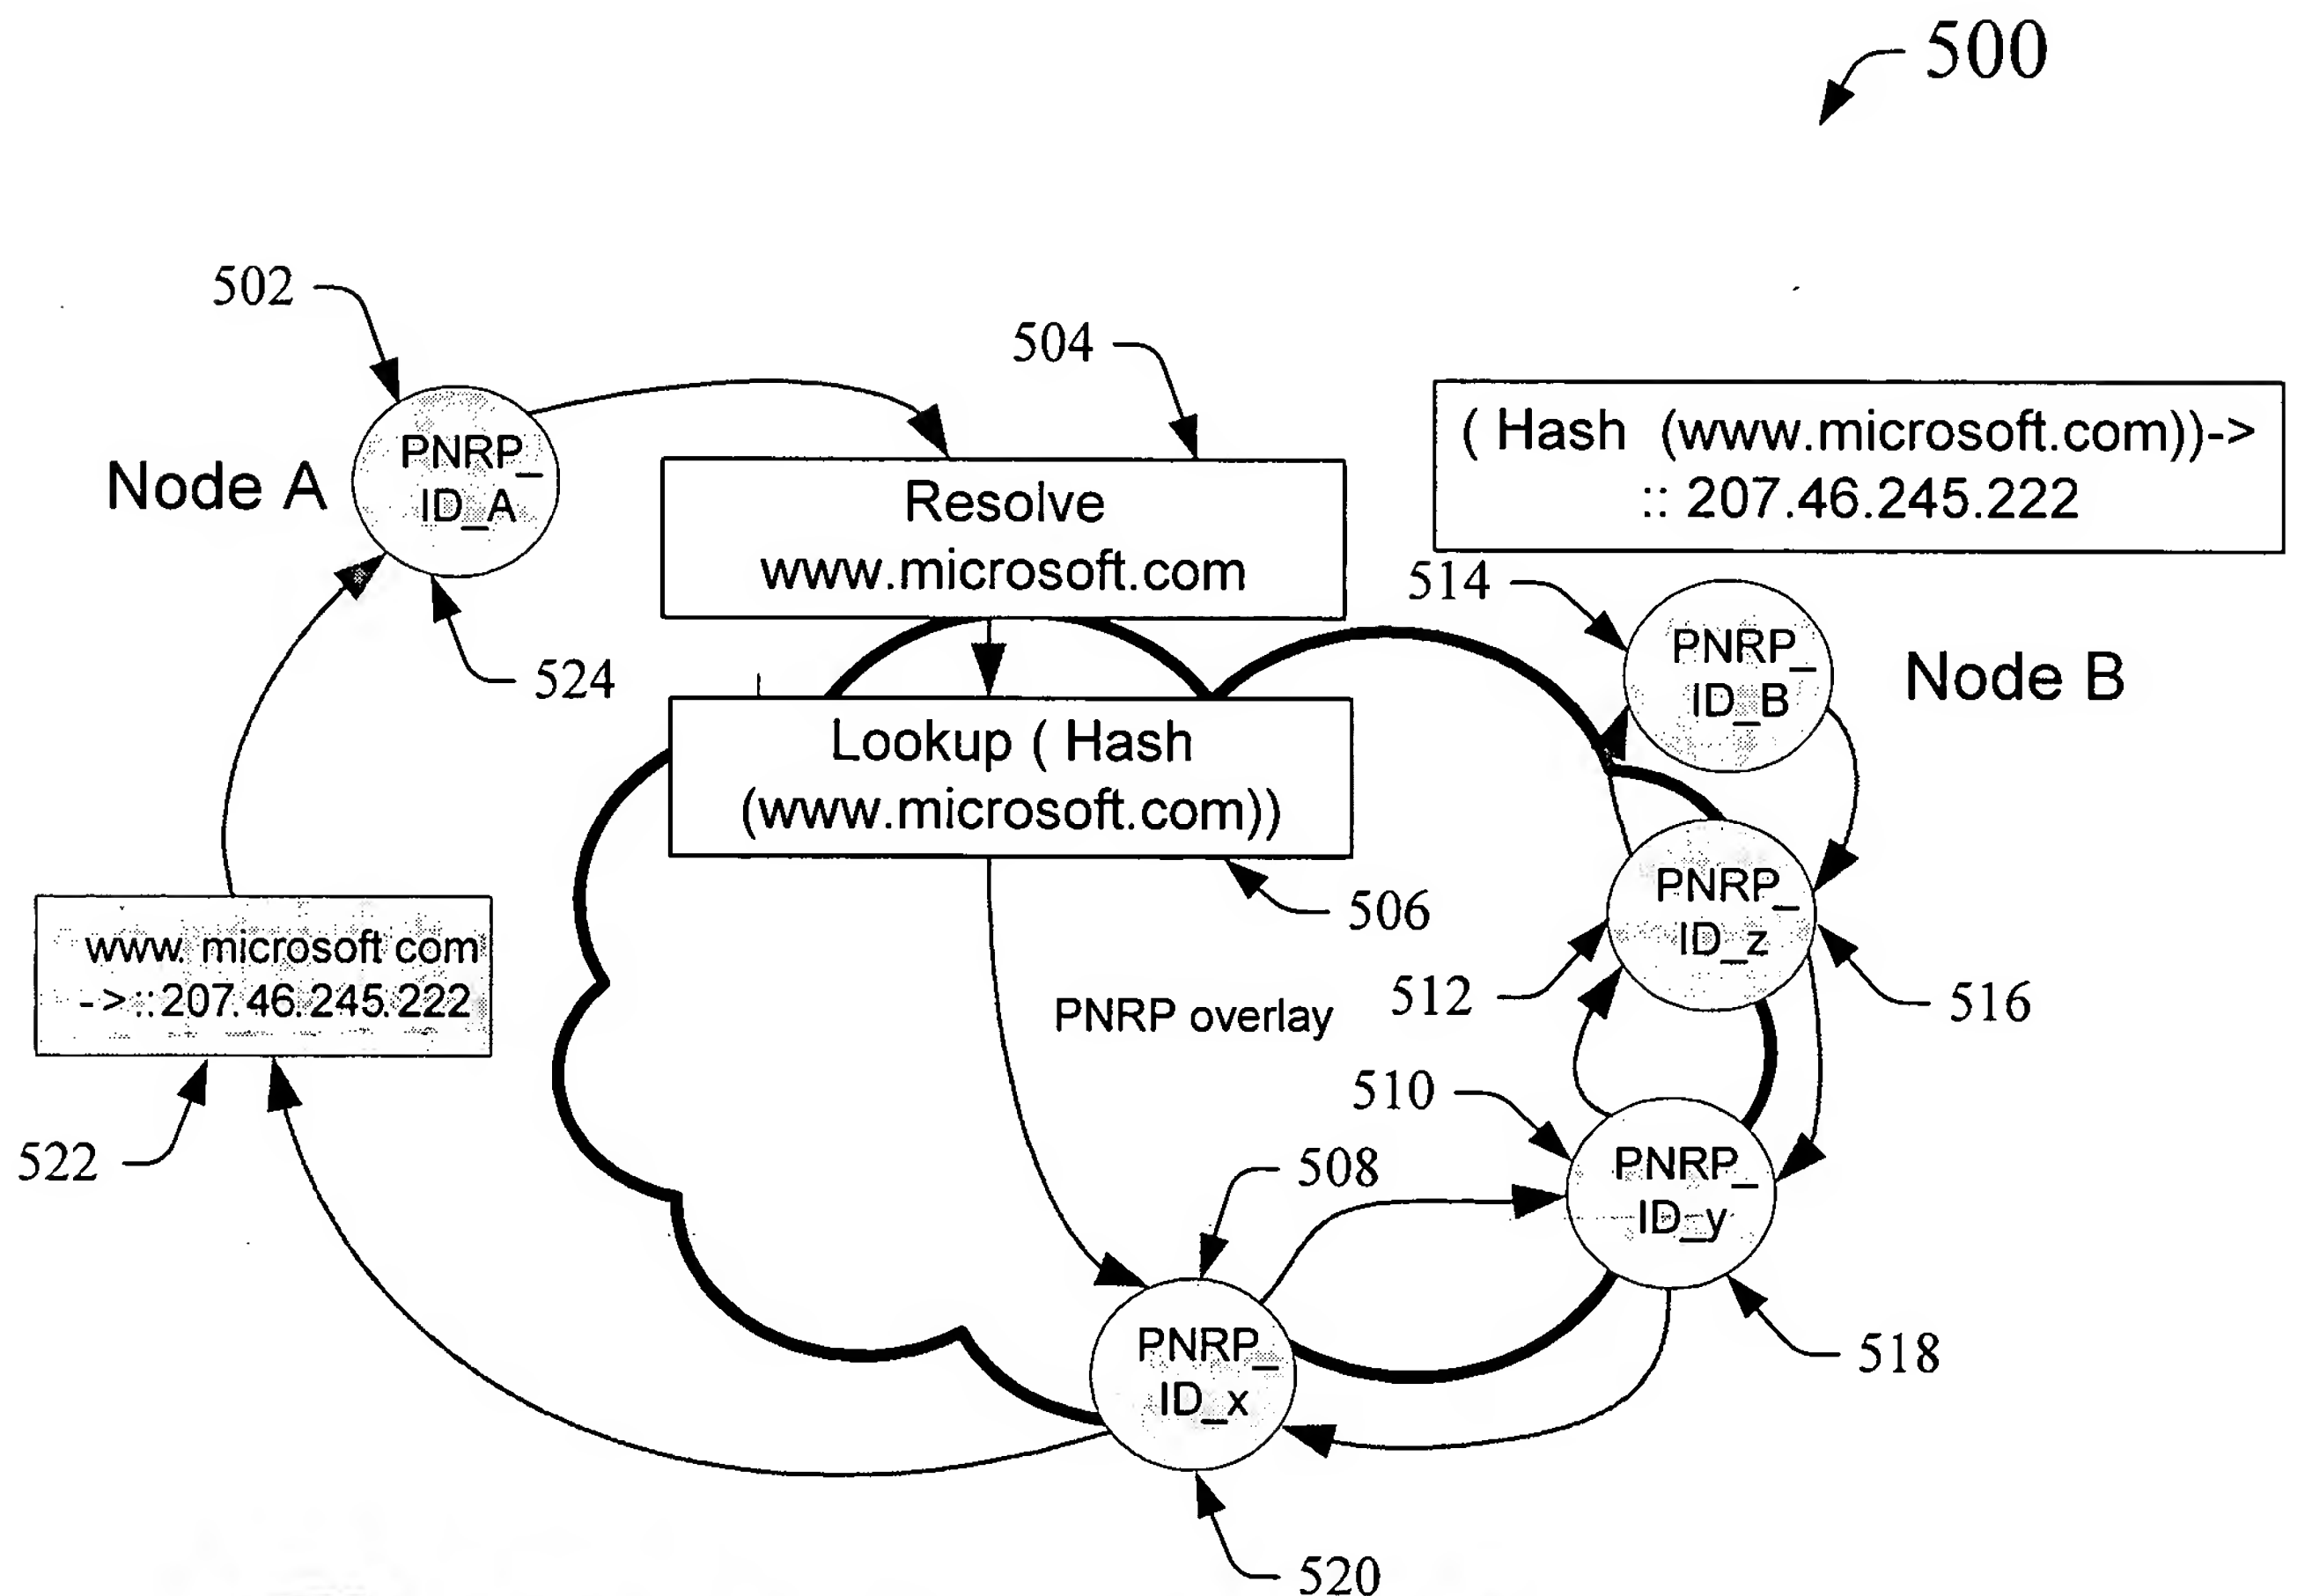 500
502
504
PNRP_
ID_A
Node A
Resolve
www.microsoft.com
( Hash (www.microsoft.com))->
:: 207.46.245.222
514
PNRP_
ID_B
Node B
524
Lookup ( Hash
(www.microsoft.com))
506
PNRP_
ID_z
512
516
www. microsoft com
->::207.46.245.222
PNRP overlay
510
522
508
PNRP_
ID_y
518
PNRP_
ID_x
520